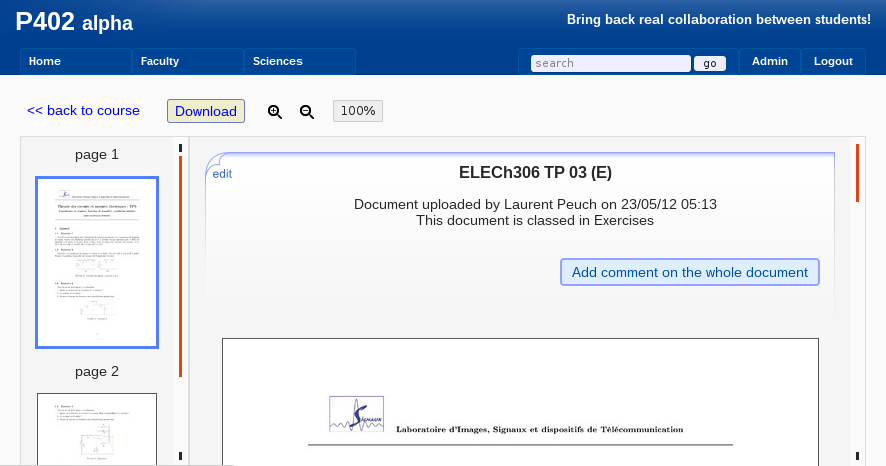 P402 alpha
Bring back real collaboration between students!
Home
Faculty
Sciences
search
go
Admin
Logout
<< back to course
Download
100%
page 1
page 2
edit
ELECh306 TP 03 (E)
Document uploaded by Laurent Peuch on 23/05/12 05:13
This document is classed in Exercises
Add comment on the whole document
Laboratoire d'Images, Signaux et dispositifs de Télécommunication